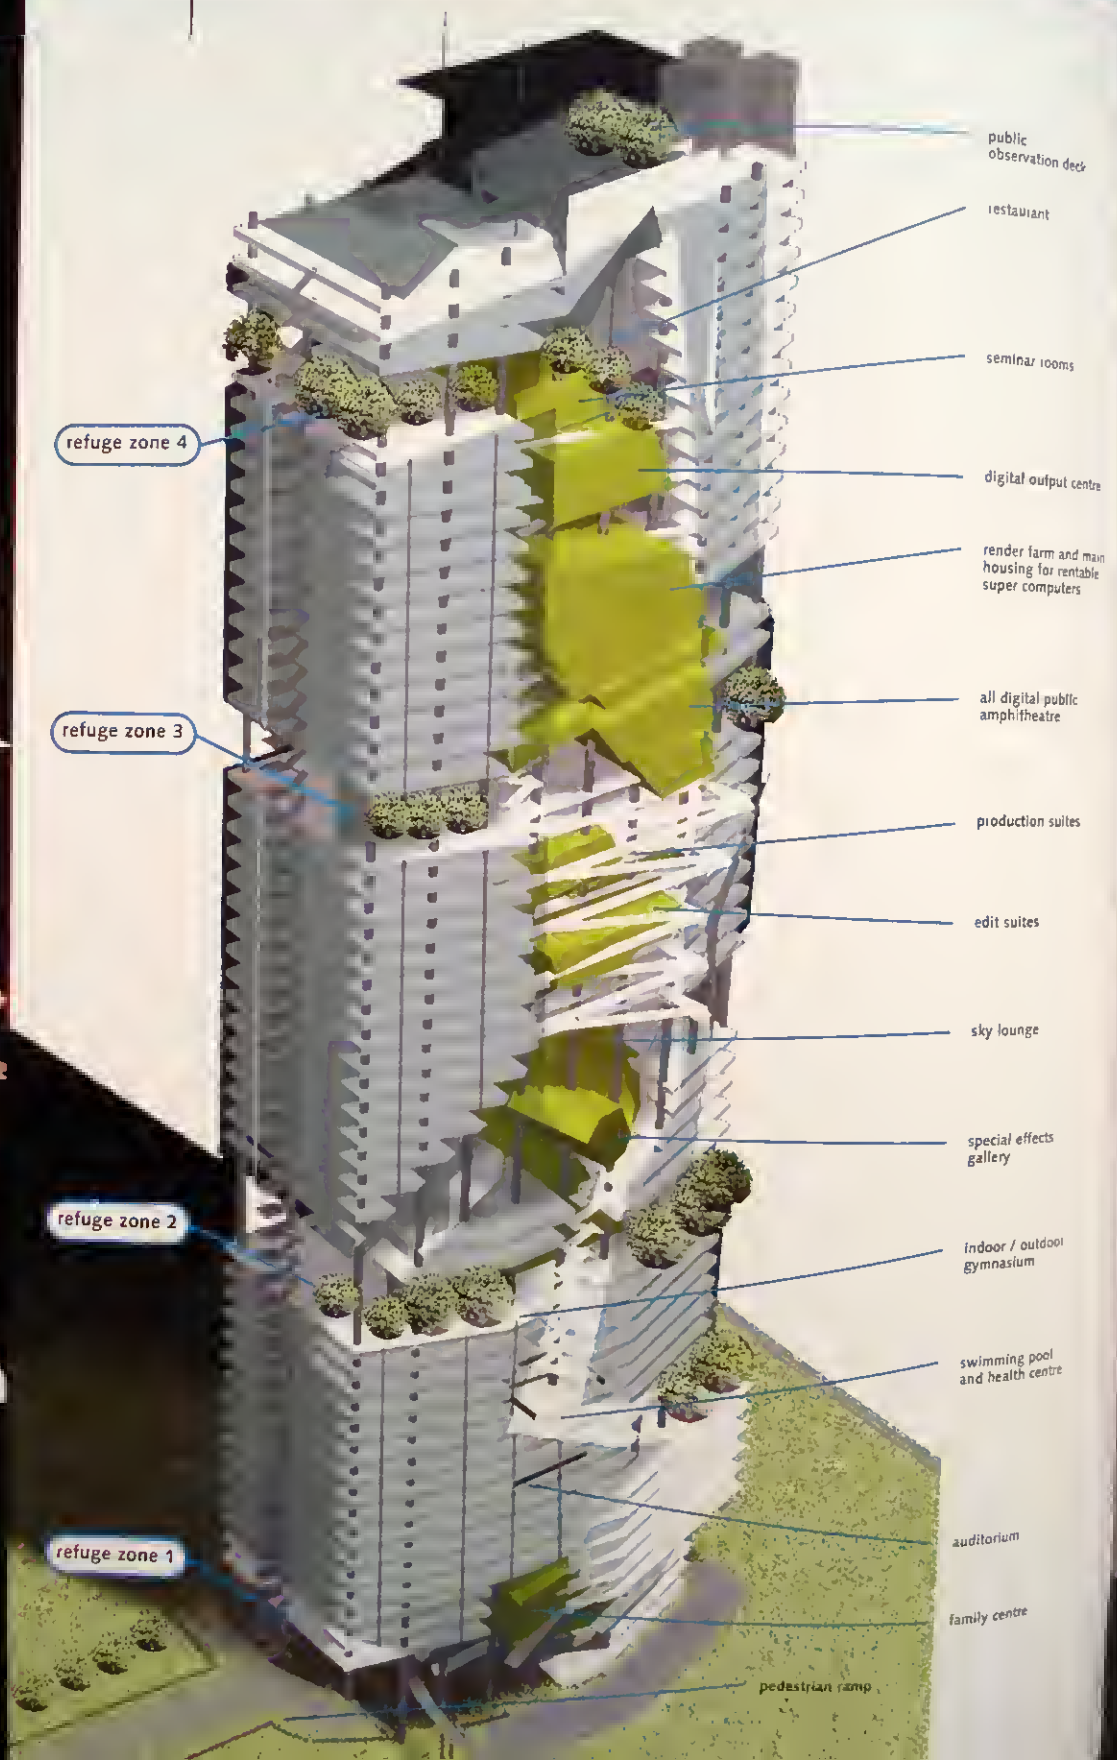 public
observation deck
restaurant
seminar rooms
refuge zone 4
digital output centre
render farm and main
housing for rentable
super computers
all digital public
amphitheatre
refuge zone 3
production suites
edit suites
sky lounge
special effects
gallery
refuge zone 2
indoor / outdoor
gymnasium
swimming pool
and health centre
auditorium
refuge zone 1
family centre
pedestrian ramp